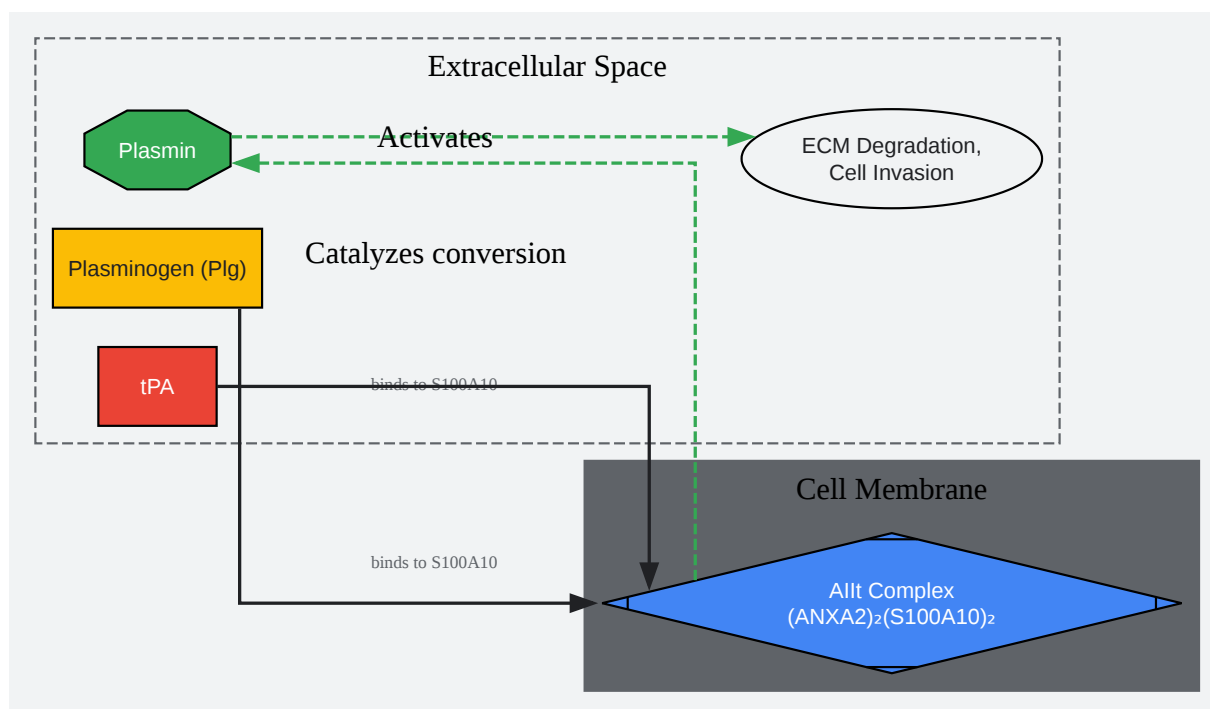 Extracellular Space
Plasmin
Activates
ECM Degradation,
Cell Invasion
Plasminogen (Plg)
Catalyzes conversion
tPA
binds to S100A10
Cell Membrane
binds to S100A10
AIIt Complex
(ANXA2)₂(S100A10)₂